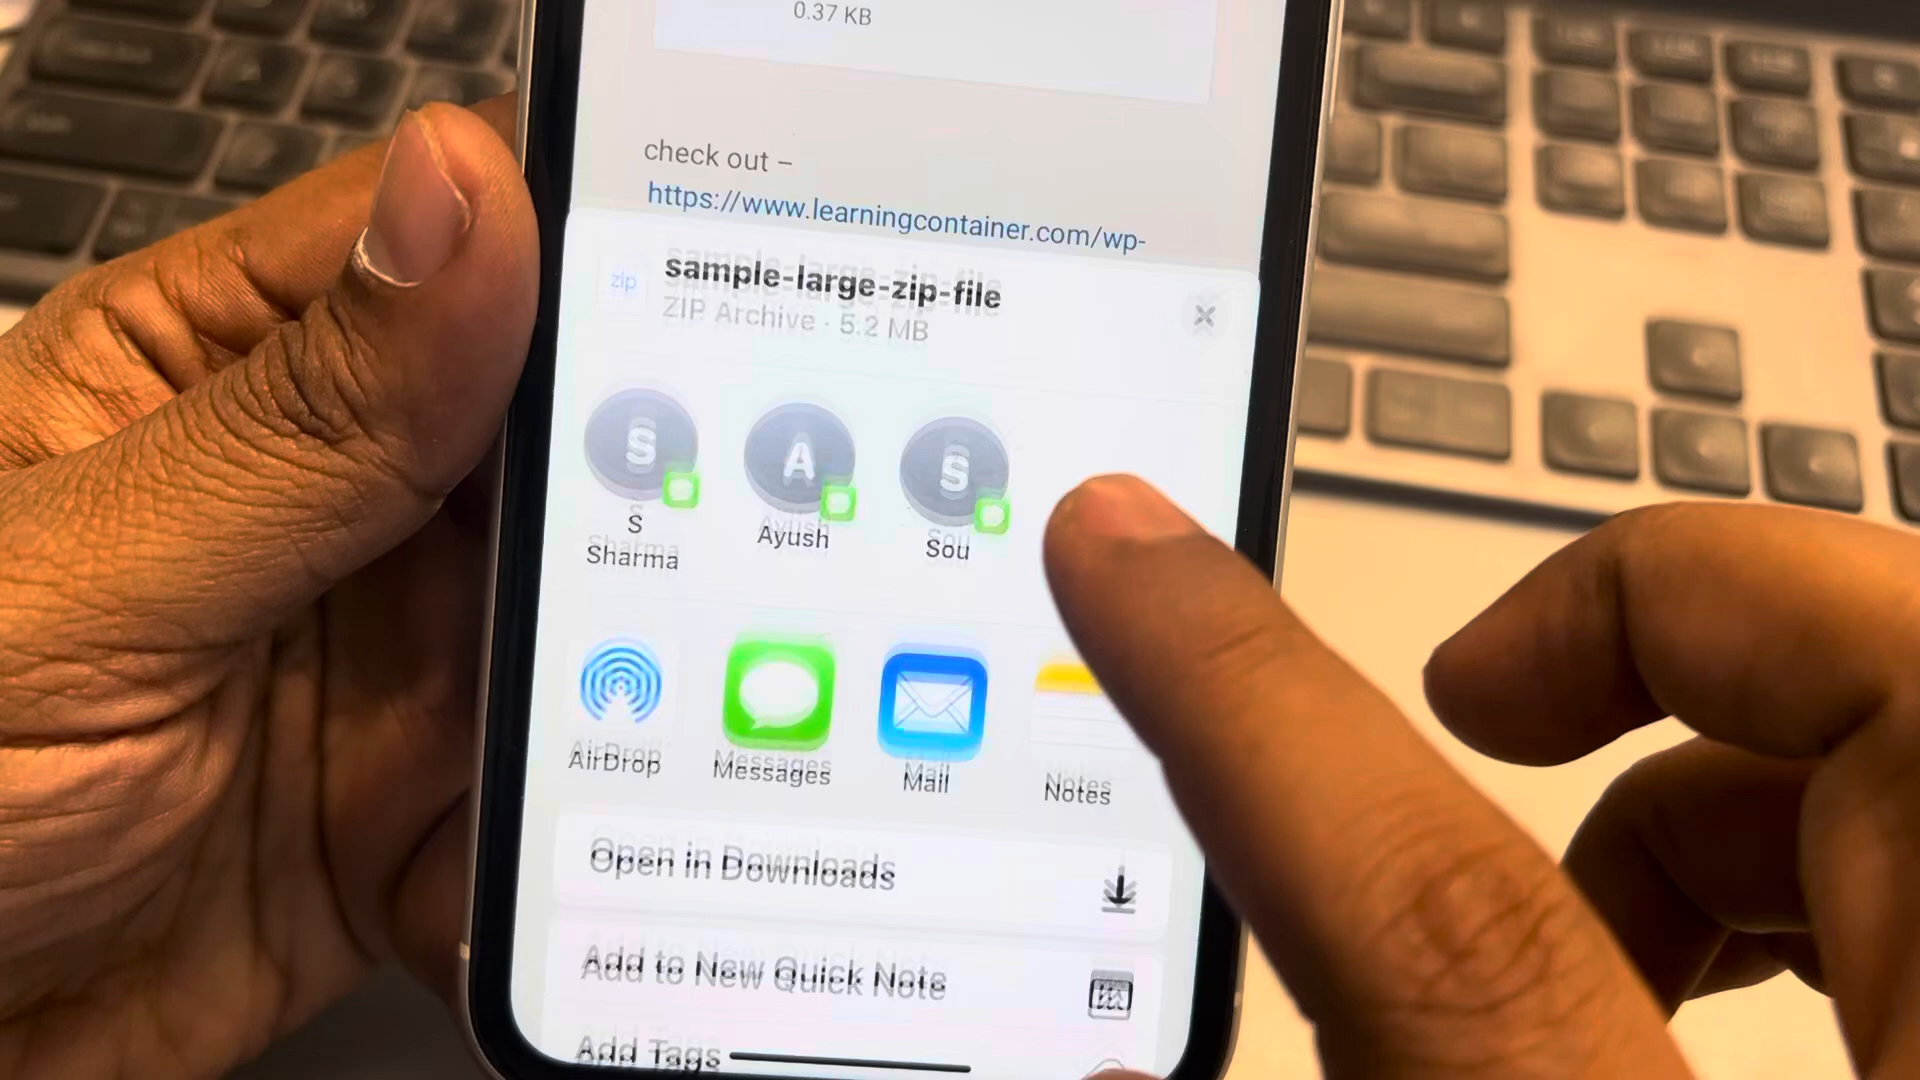 0.37 KB
check out –
https://www.learningcontainer.com/wp-
zip
sample-large-zip-file
ZIP Archive · 5.2 MB
S
A
S
S
Sharma
Ayush
Sou
AirDrop
Messages
Mail
Notes
Open in Downloads
Add to New Quick Note
Add Tags